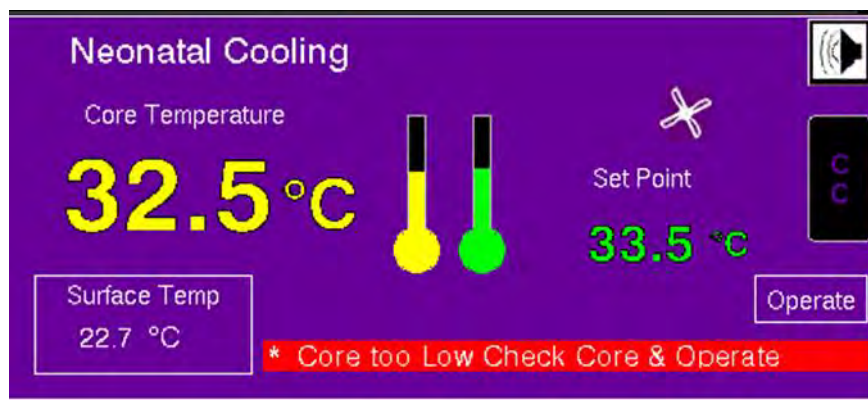 Neonatal Cooling
Core Temperature
32.5°C
Set Point
33.5 °C
C
C
Surface Temp
22.7 °C
Operate
* Core too Low Check Core & Operate